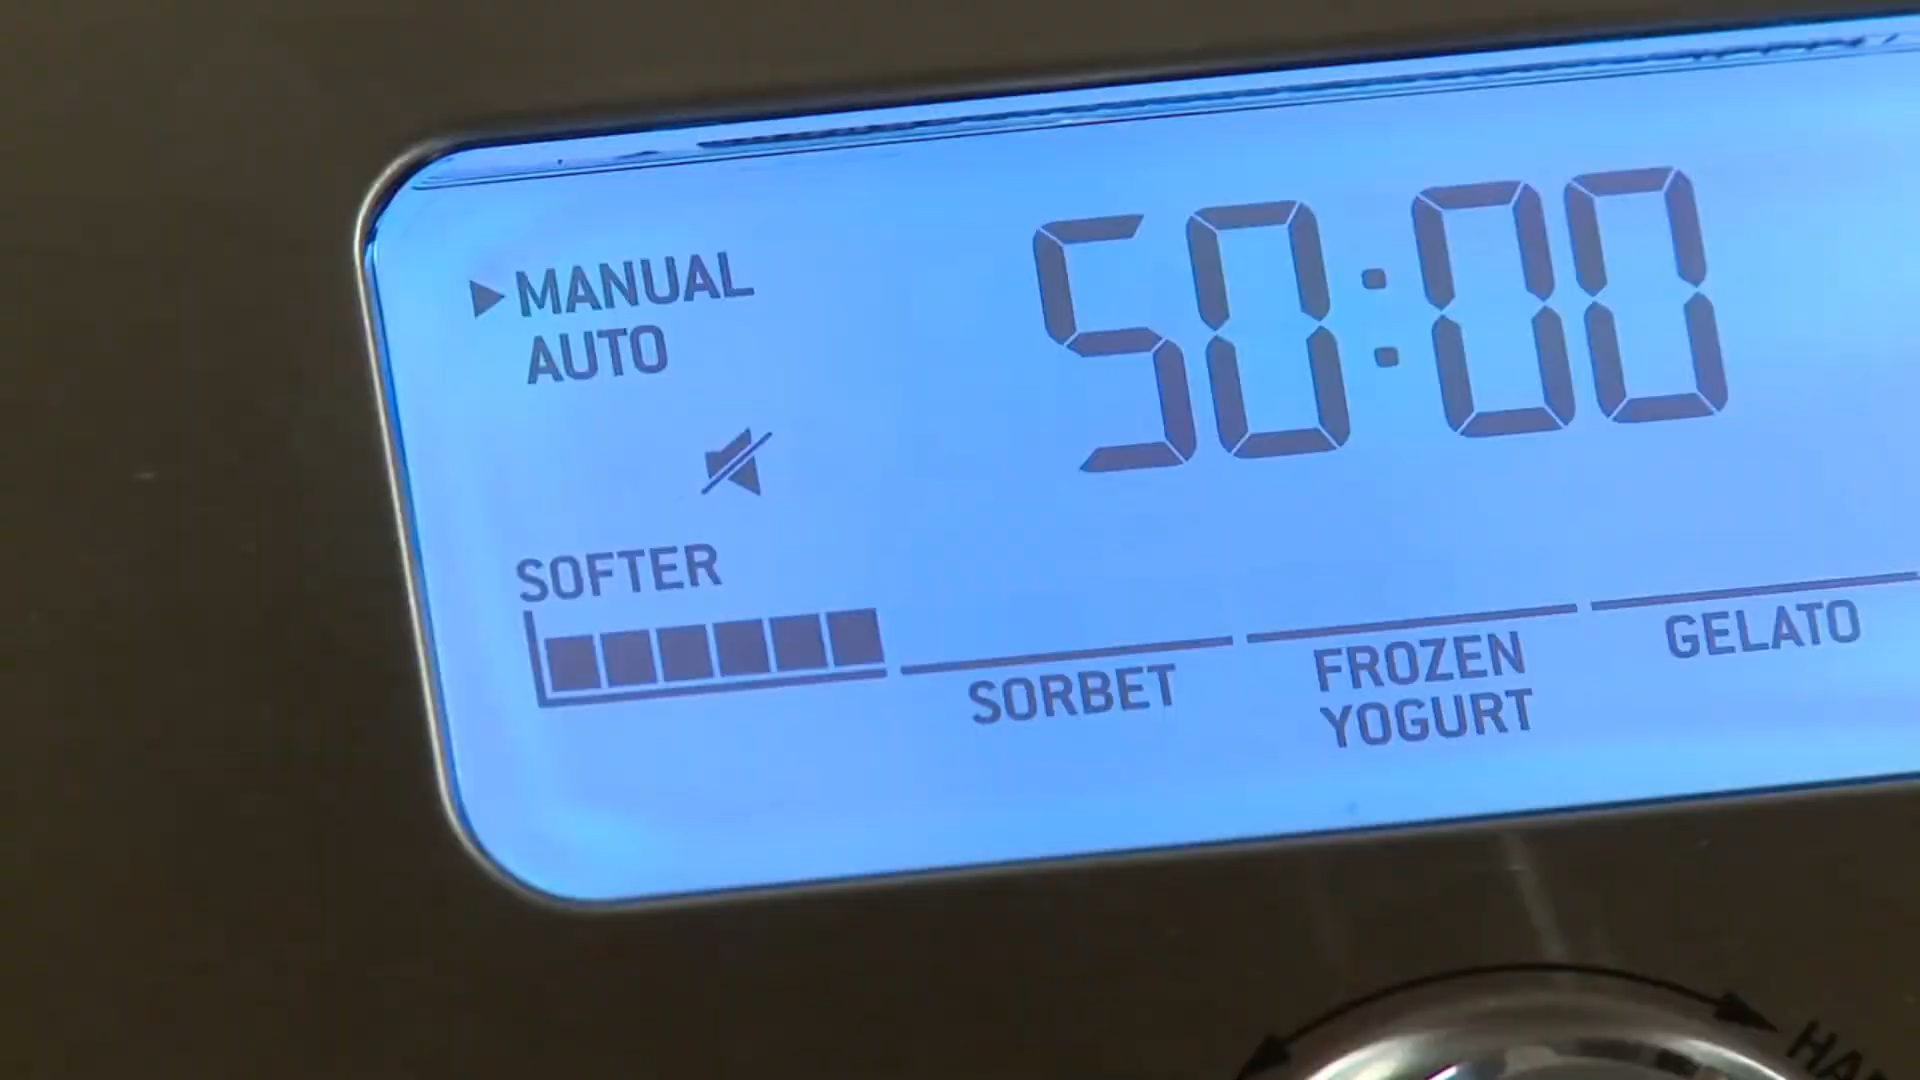 MANUAL
AUTO
50:00
SOFTER
SORBET
FROZEN
YOGURT
GELATO